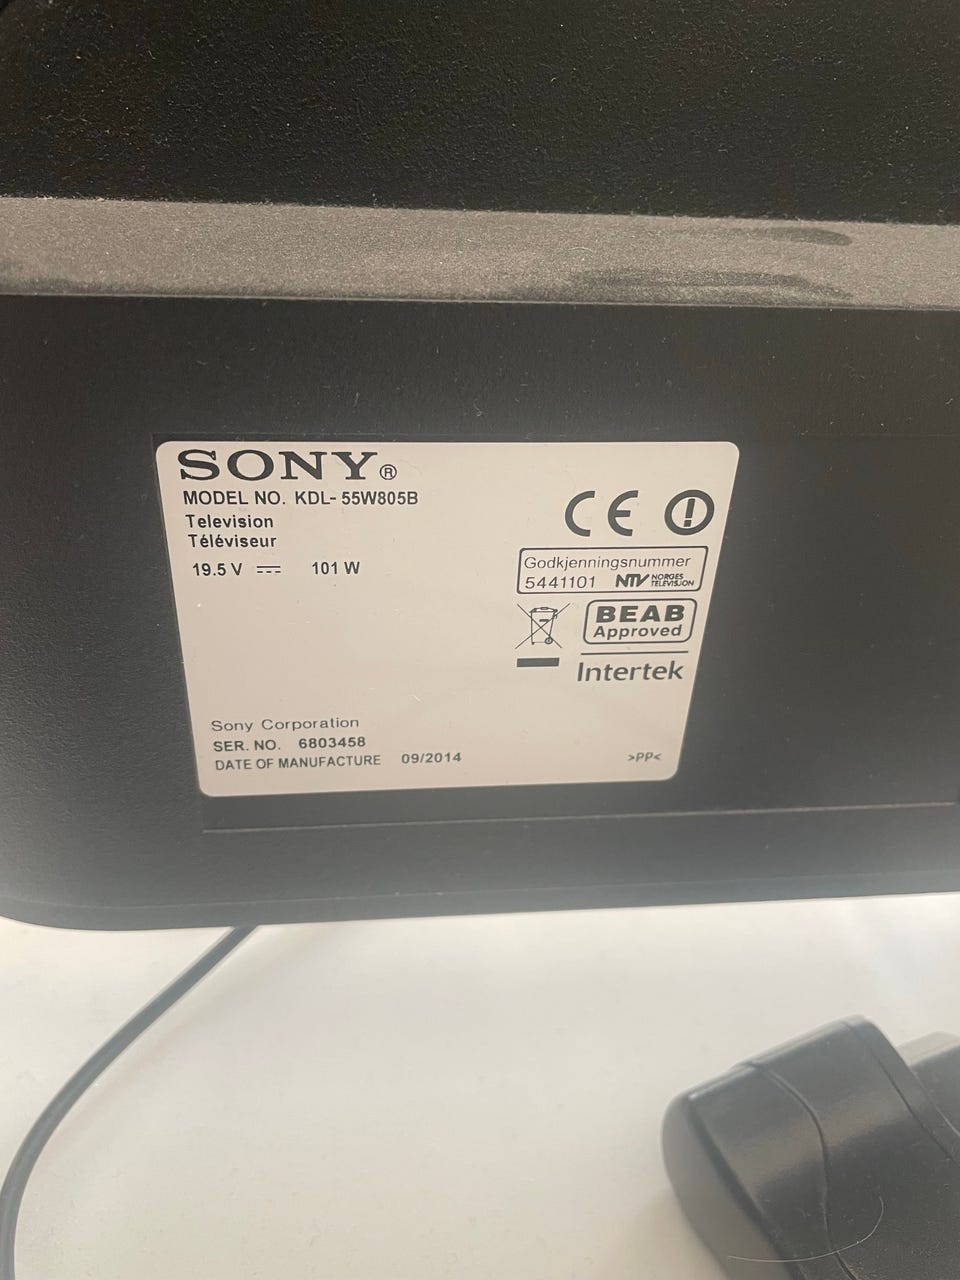 SONY®
MODEL NO. KDL- 55W805B
Television
Téléviseur
19.5 V ⎓ 101 W
CE
Godkjenningsnummer
5441101 NTV NORGES TELEVISJON
BEAB
Approved
Intertek
Sony Corporation
SER. NO. 6803458
DATE OF MANUFACTURE 09/2014
>PP<